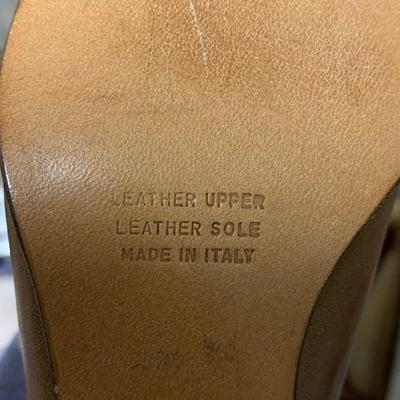 LEATHER UPPER
LEATHER SOLE
MADE IN ITALY